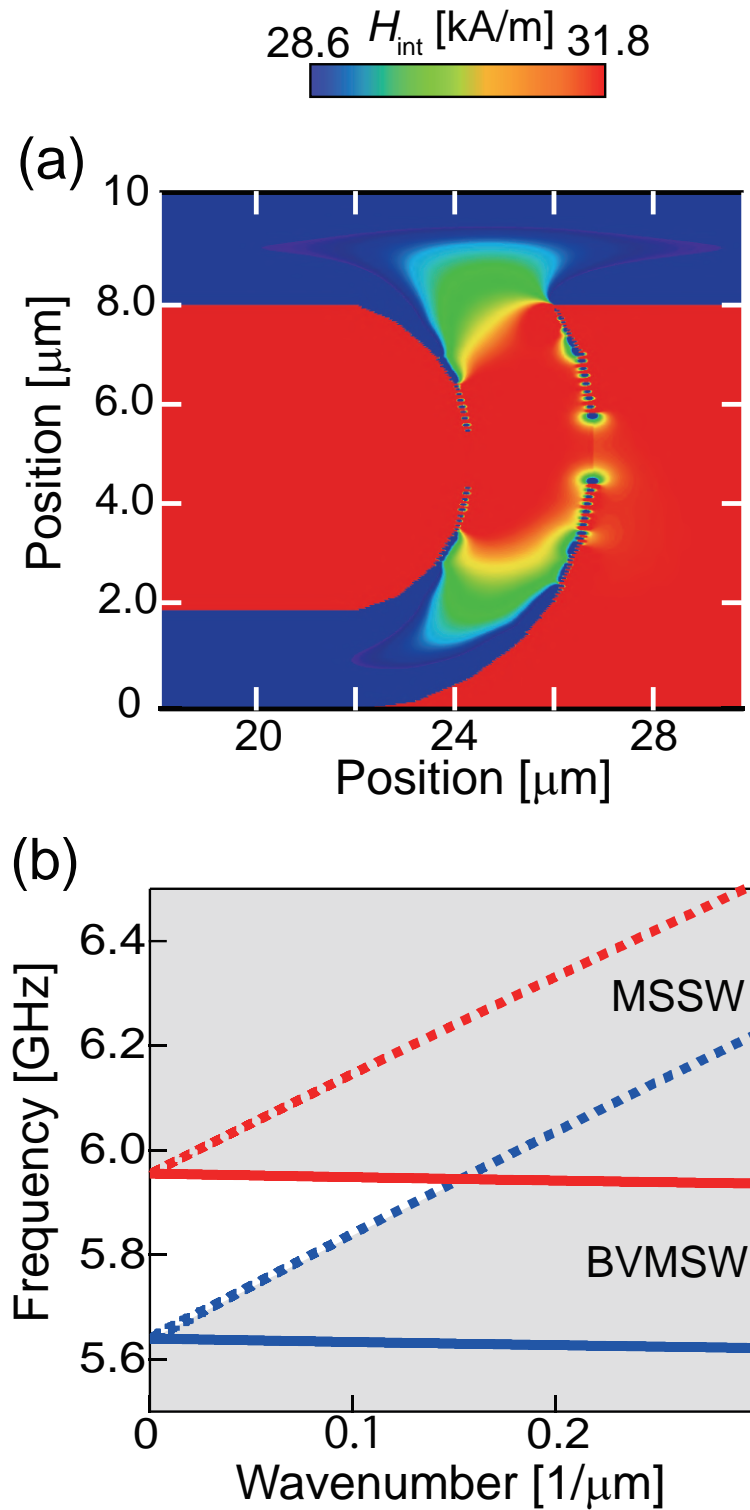 28.6 H_int [kA/m] 31.8
(a)
Position [μm]
10
8.0
6.0
4.0
2.0
0
20 24 28
Position [μm]
(b)
Frequency [GHz]
6.4
6.2
6.0
5.8
5.6
MSSW
BVMSW
0 0.1 0.2
Wavenumber [1/μm]